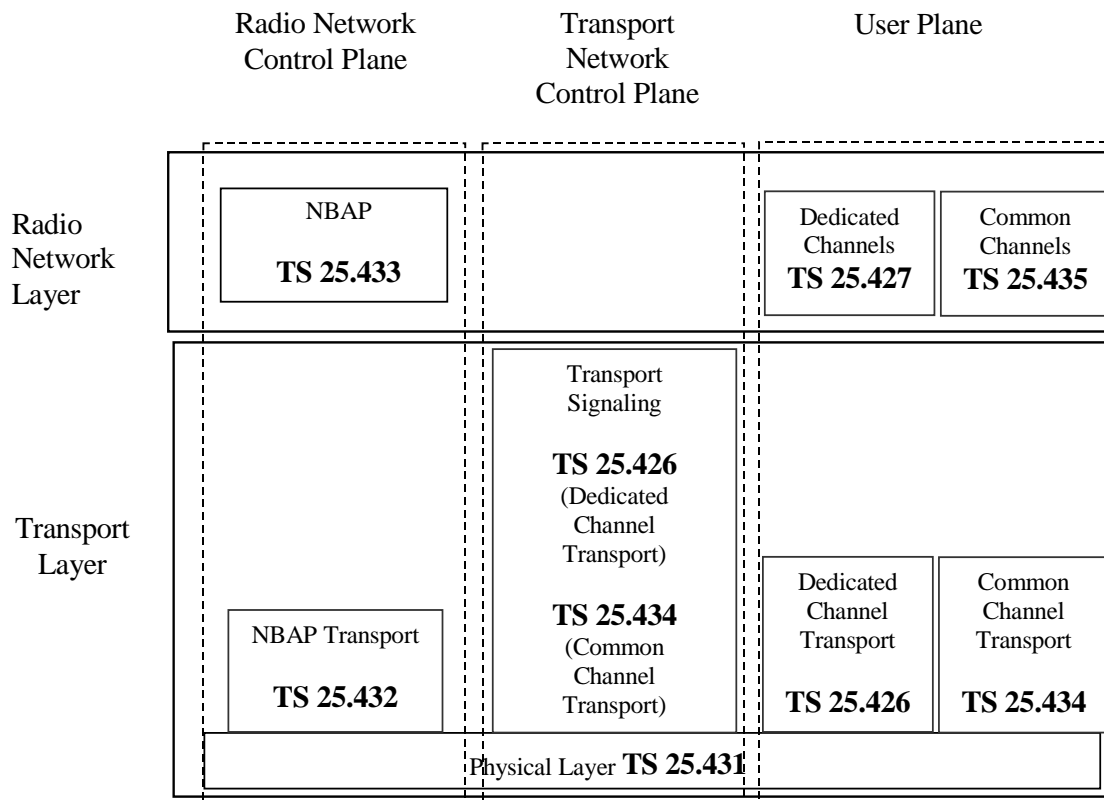 Radio Network
Control Plane
Transport
Network
Control Plane
User Plane
Radio
Network
Layer
NBAP
TS 25.433
Dedicated
Channels
TS 25.427
Common
Channels
TS 25.435
Transport
Layer
Transport
Signaling
TS 25.426
(Dedicated
Channel
Transport)
TS 25.434
(Common
Channel
Transport)
NBAP Transport
TS 25.432
Dedicated
Channel
Transport
TS 25.426
Common
Channel
Transport
TS 25.434
Physical Layer TS 25.431